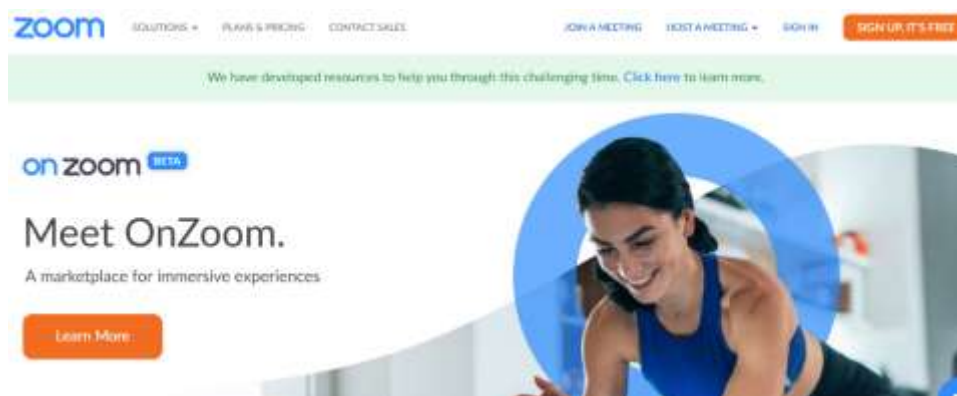 zoom SOLUTIONS PLANS & PRICING CONTACT SALES JOIN A MEETING HOST A MEETING SIGN IN SIGN UP, IT'S FREE
We have developed resources to help you through this challenging time. Click here to learn more.
on zoom BETA
Meet OnZoom.
A marketplace for immersive experiences
Learn More